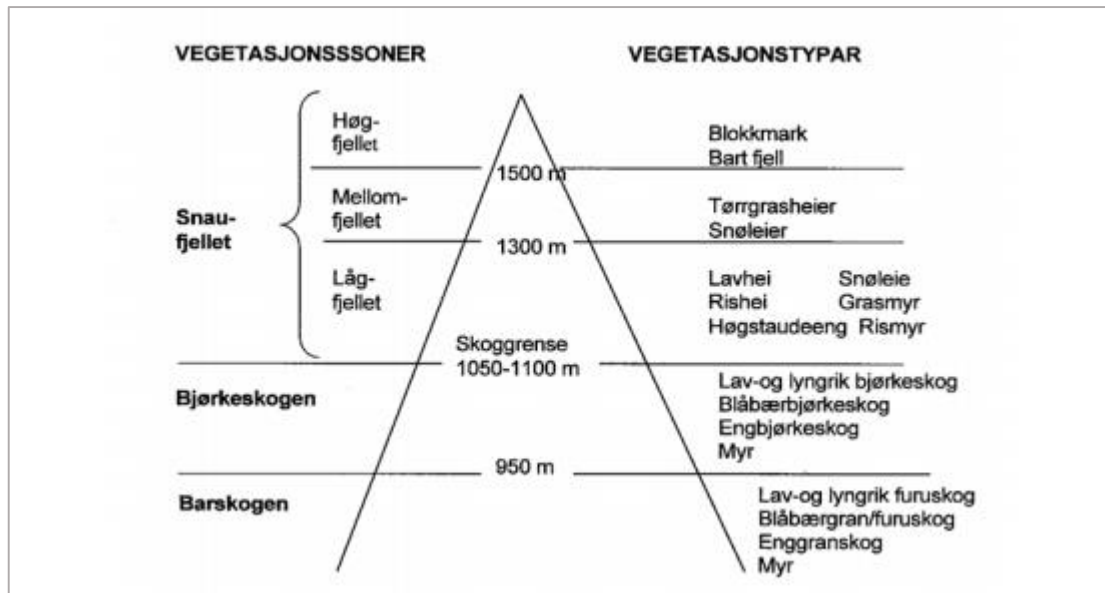 VEGETASJONSSSONER
VEGETASJONSTYPAR
Høg-
fjellet
Blokkmark
Bart fjell
1500 m
Mellom-
fjellet
Tørrgrasheier
Snøleier
Snau-
fjellet
1300 m
Låg-
fjellet
Lavhei Snøleie
Rishei Grasmyr
Høgstaudeeng Rismyr
Skoggrense
1050-1100 m
Bjørkeskogen
Lav-og lyngrik bjørkeskog
Blåbærbjørkeskog
Engbjørkeskog
Myr
950 m
Barskogen
Lav-og lyngrik furuskog
Blåbærgran/furuskog
Enggranskog
Myr